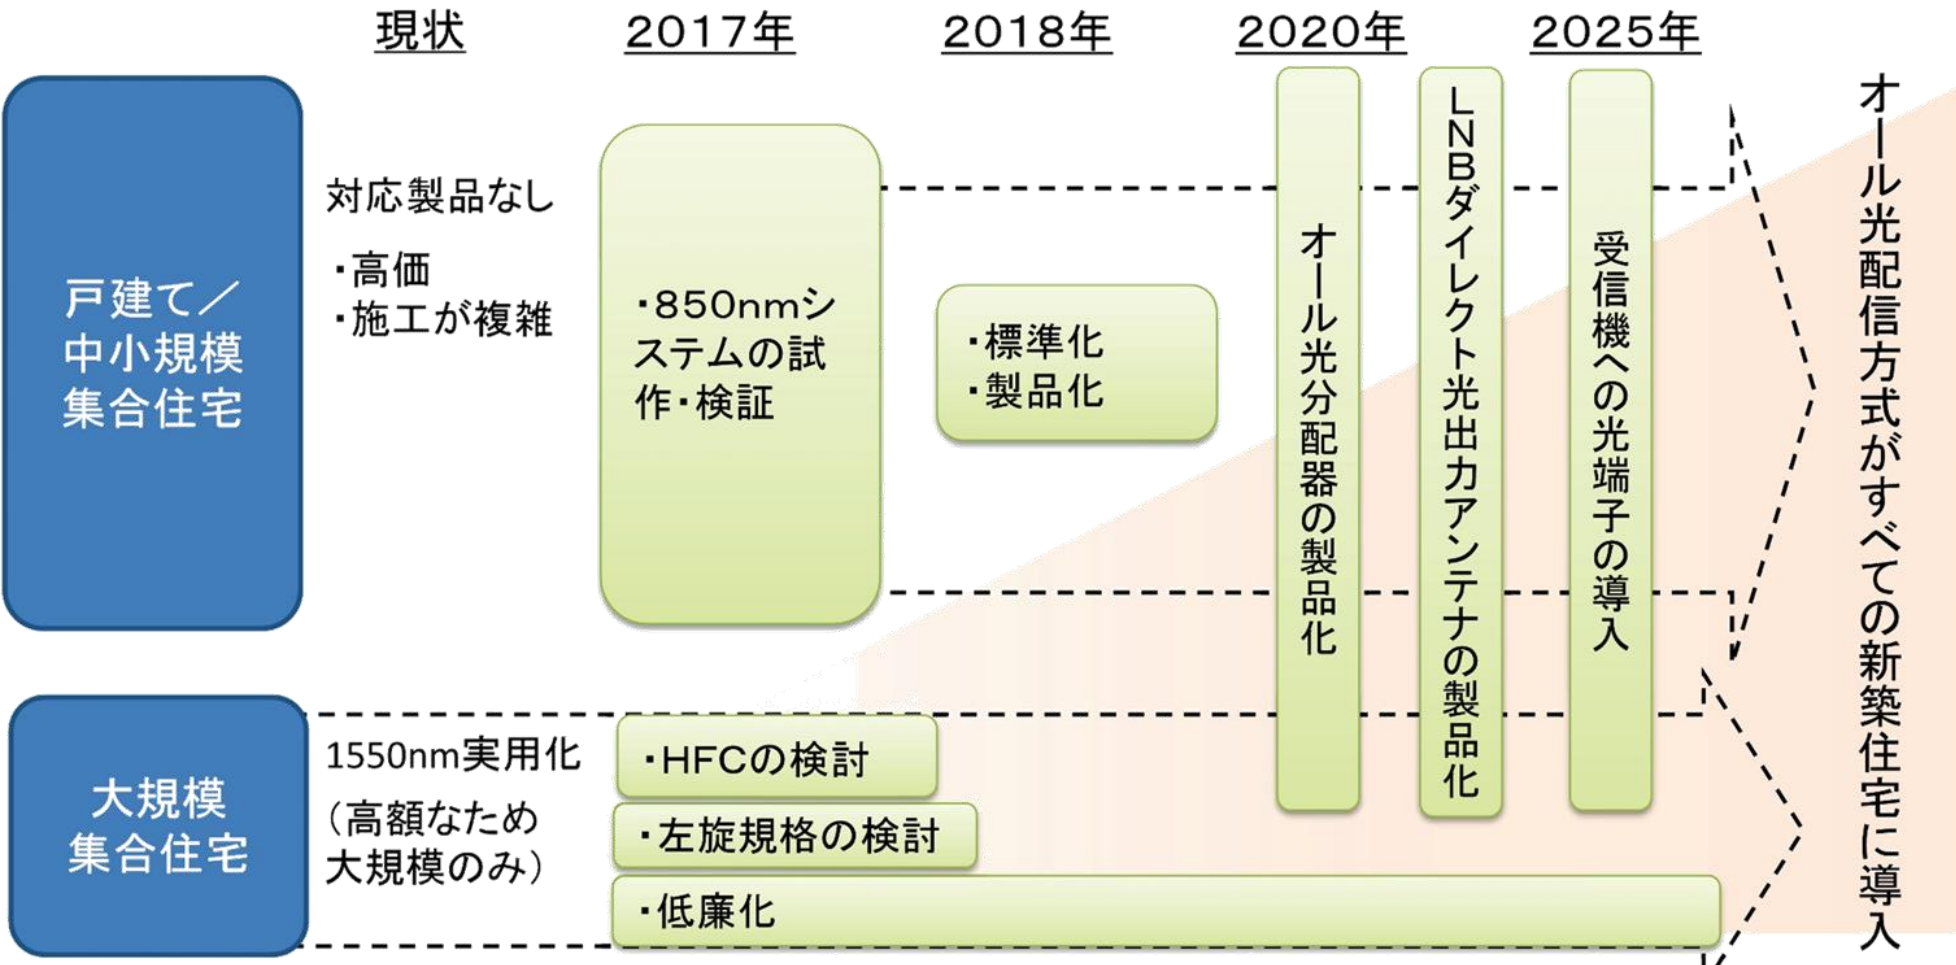 現状
2017年
2018年
2020年
2025年
戸建て／
中小規模
集合住宅
対応製品なし
・高価
・施工が複雑
・850nmシ
ステムの試
作・検証
・標準化
・製品化
オール光分配器の製品化
LNBダイレクト光出力アンテナの製品化
受信機への光端子の導入
オール光配信方式がすべての新築住宅に導入
大規模
集合住宅
1550nm実用化
（高額なため
大規模のみ）
・HFCの検討
・左旋規格の検討
・低廉化